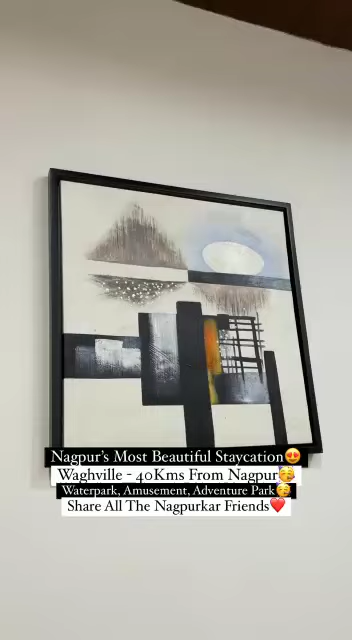 Nagpur's Most Beautiful Staycation😍
Waghville - 40Kms From Nagpur🥳
Waterpark, Amusement, Adventure Park🥳
Share All The Nagpurkar Friends❤️